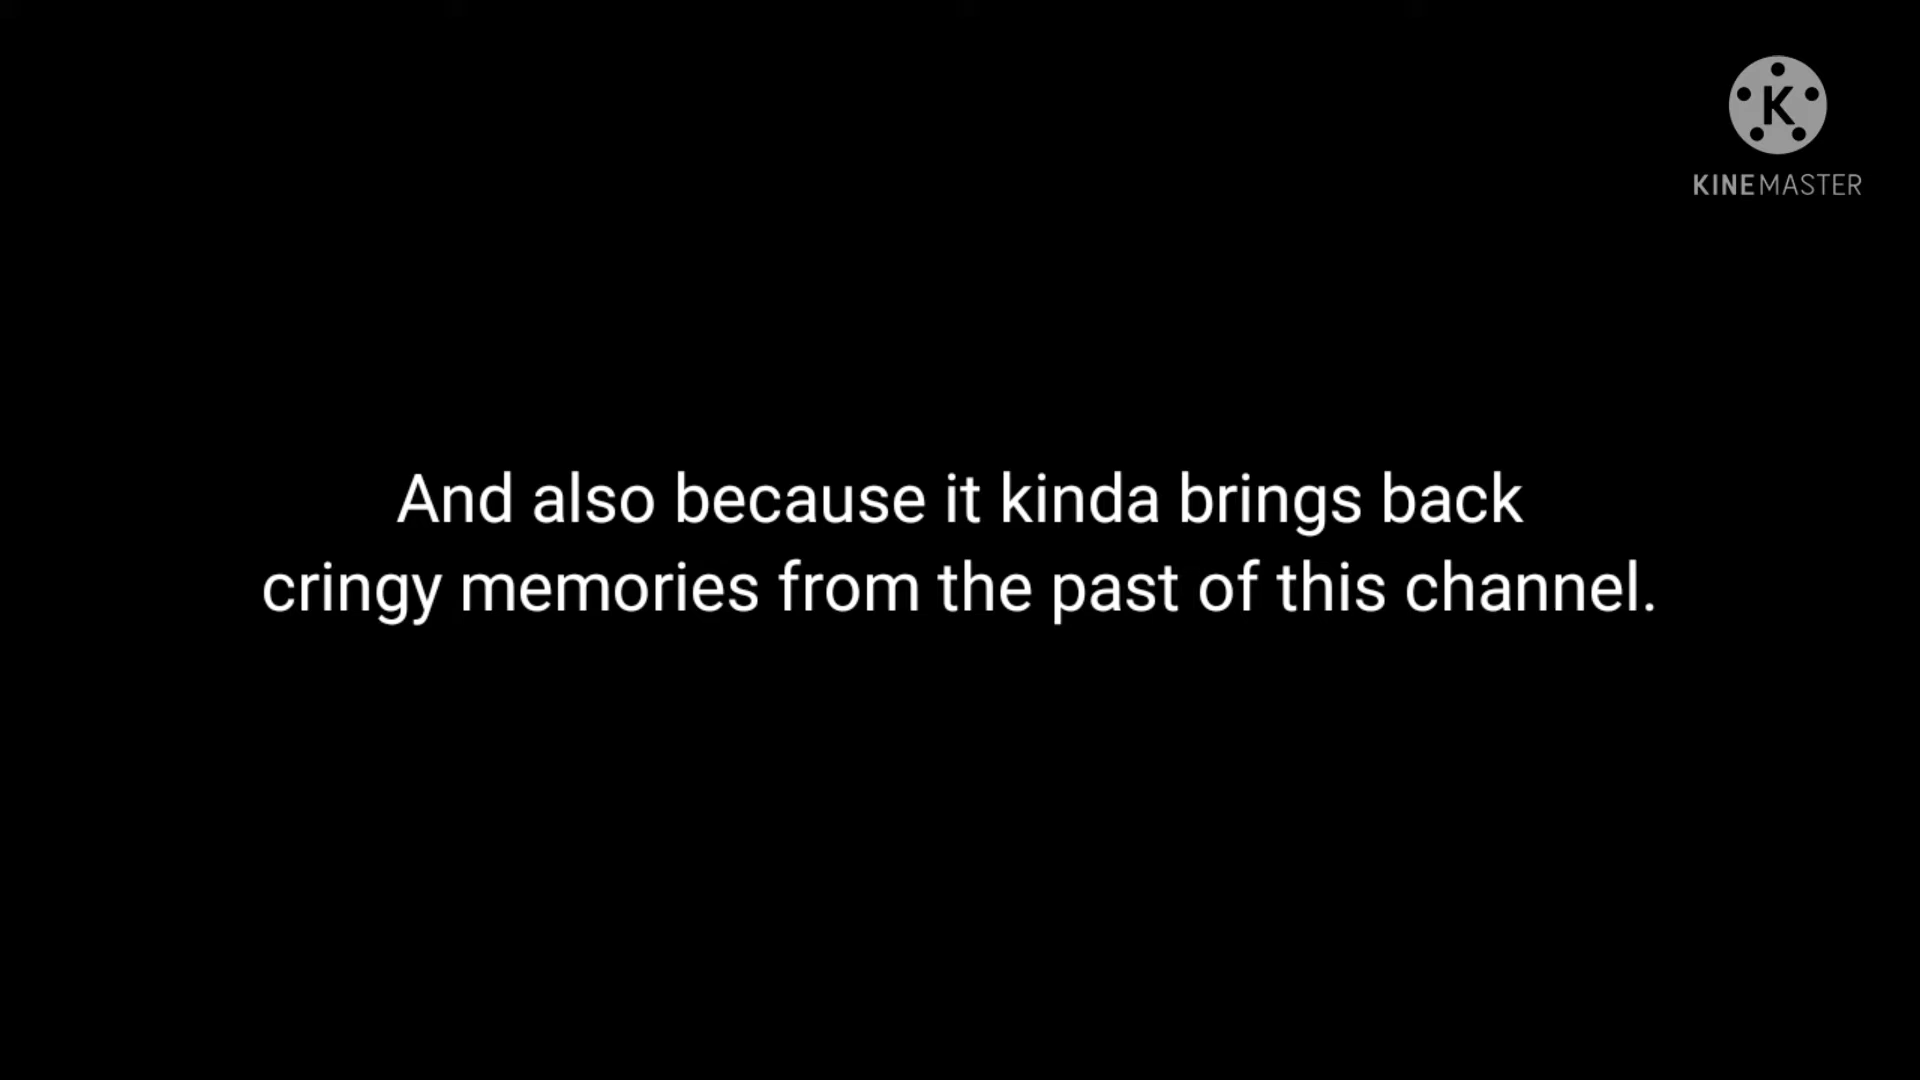 K
KINEMASTER
And also because it kinda brings back
cringy memories from the past of this channel.